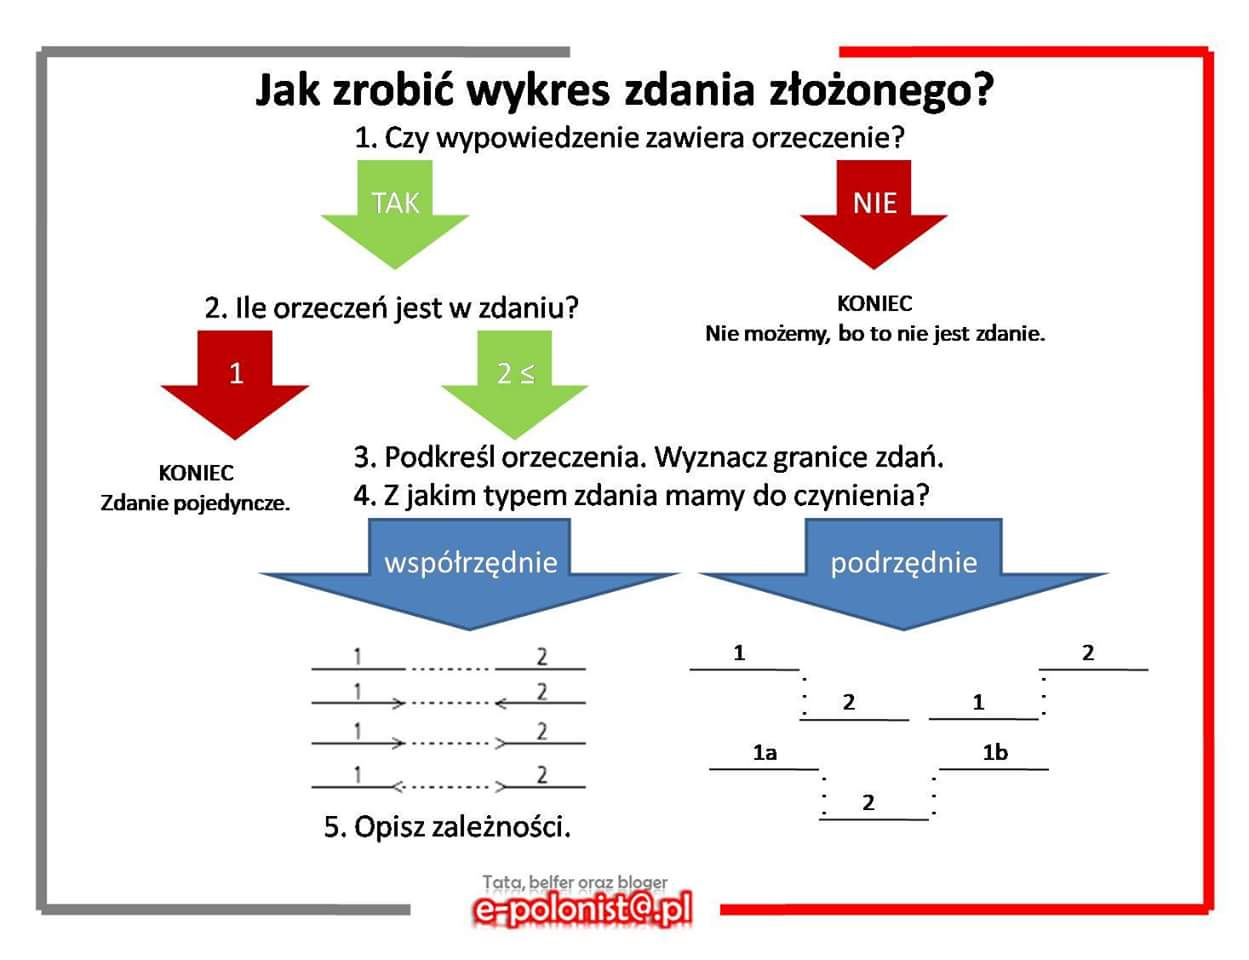 Jak zrobić wykres zdania złożonego?
1. Czy wypowiedzenie zawiera orzeczenie?
TAK
NIE
2. Ile orzeczeń jest w zdaniu?
KONIEC
Nie możemy, bo to nie jest zdanie.
1
2 ≤
KONIEC
Zdanie pojedyncze.
3. Podkreśl orzeczenia. Wyznacz granice zdań.
4. Z jakim typem zdania mamy do czynienia?
współrzędnie
podrzędnie
1 2
1 2
1 2
1 2
1
2
1
2
1a
1b
2
5. Opisz zależności.
Tata, belfer oraz bloger
e-polonist@.pl